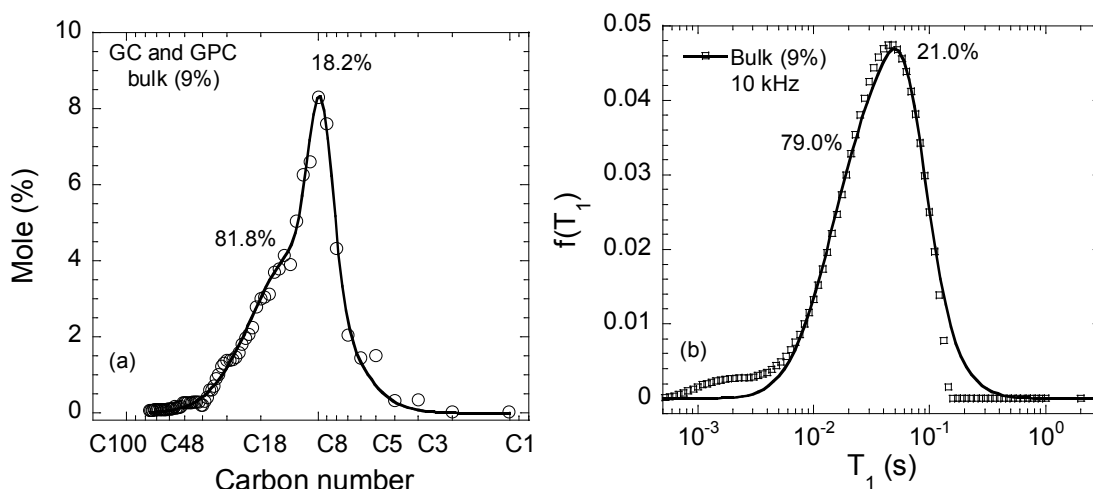 10
8
6
4
2
0
Mole (%)
GC and GPC
bulk (9%)
18.2%
81.8%
(a)
C100
C48
C18
C8
C5
C3
C1
Carbon number
0.05
0.04
0.03
0.02
0.01
0
f(T1)
Bulk (9%)
10 kHz
21.0%
79.0%
(b)
10-3
10-2
10-1
100
T1 (s)